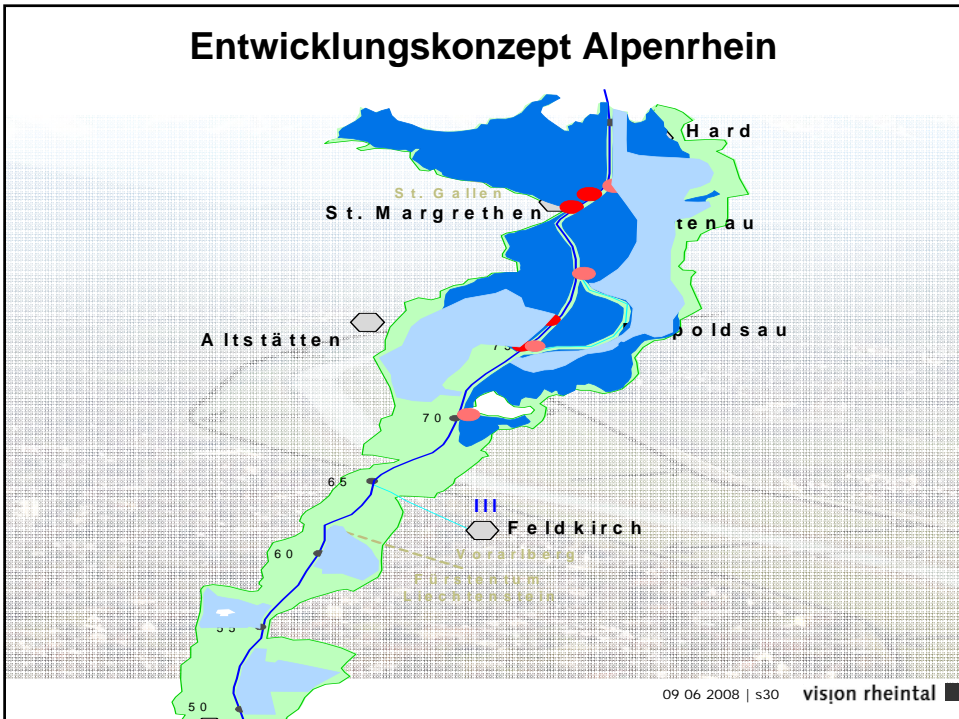 Entwicklungskonzept Alpenrhein
Hard
St. Gallen
St. Margrethen
tenau
Altstätten
poldsau
70
65
Ill
Feldkirch
60
Vorarlberg
Fürstentum
Liechtenstein
50
09 06 2008 | s30 vision rheintal